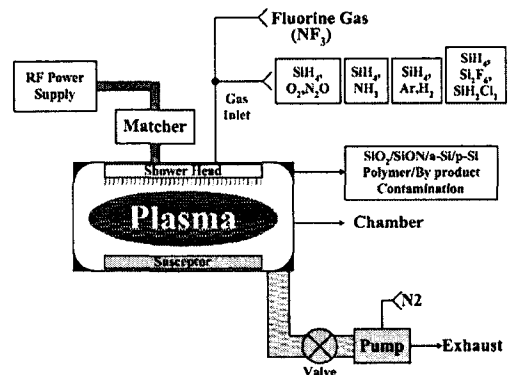 Fluorine Gas
(NF₃)
RF Power
Supply
Matcher
Gas
Inlet
SiH₄,
O₂,N₂O
SiH₄,
NH₃
SiH₄,
Ar,H₂
SiH₄,
Si₂F₆,
SiH₂Cl₂
Shower Head
SiO₂/SiON/a-Si/p-Si
Polymer/By product
Contamination
Plasma
Chamber
Susceptor
N2
Pump
Exhaust
Valve